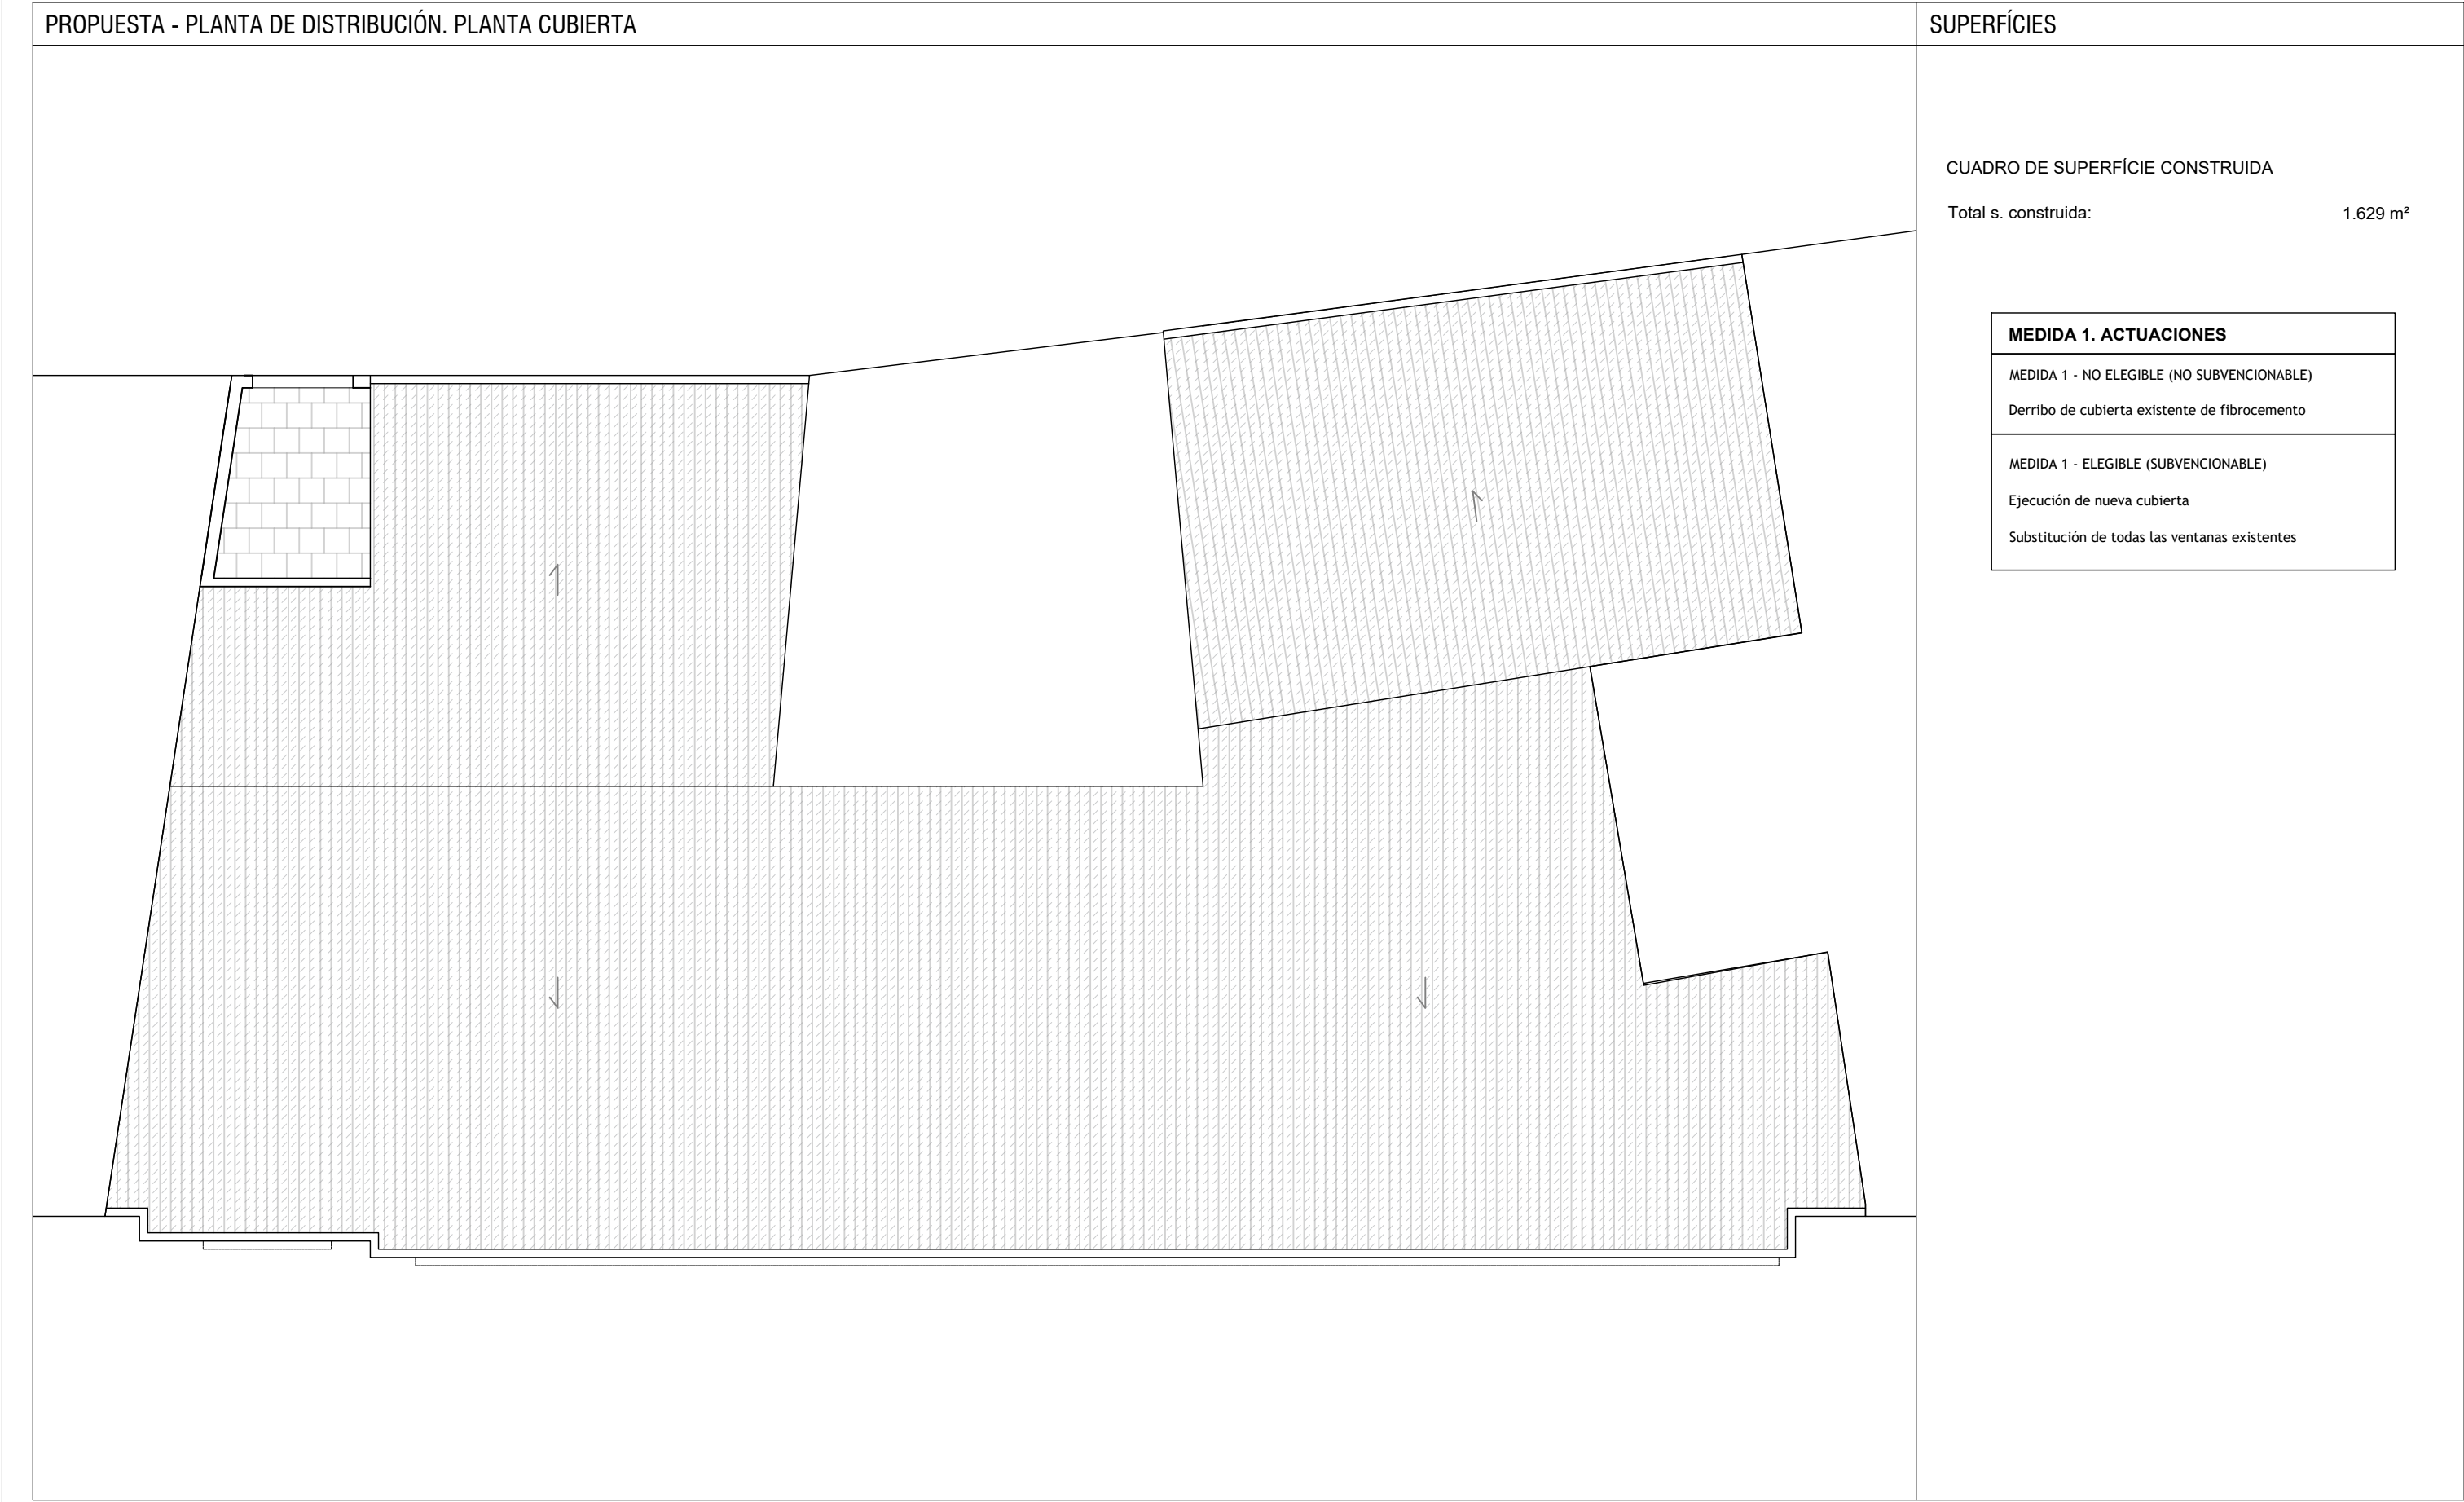 PROPUESTA - PLANTA DE DISTRIBUCIÓN. PLANTA CUBIERTA
SUPERFÍCIES
CUADRO DE SUPERFÍCIE CONSTRUIDA
Total s. construida: 1.629 m²
MEDIDA 1. ACTUACIONES
MEDIDA 1 - NO ELEGIBLE (NO SUBVENCIONABLE)
Derribo de cubierta existente de fibrocemento
MEDIDA 1 - ELEGIBLE (SUBVENCIONABLE)
Ejecución de nueva cubierta
Substitución de todas las ventanas existentes